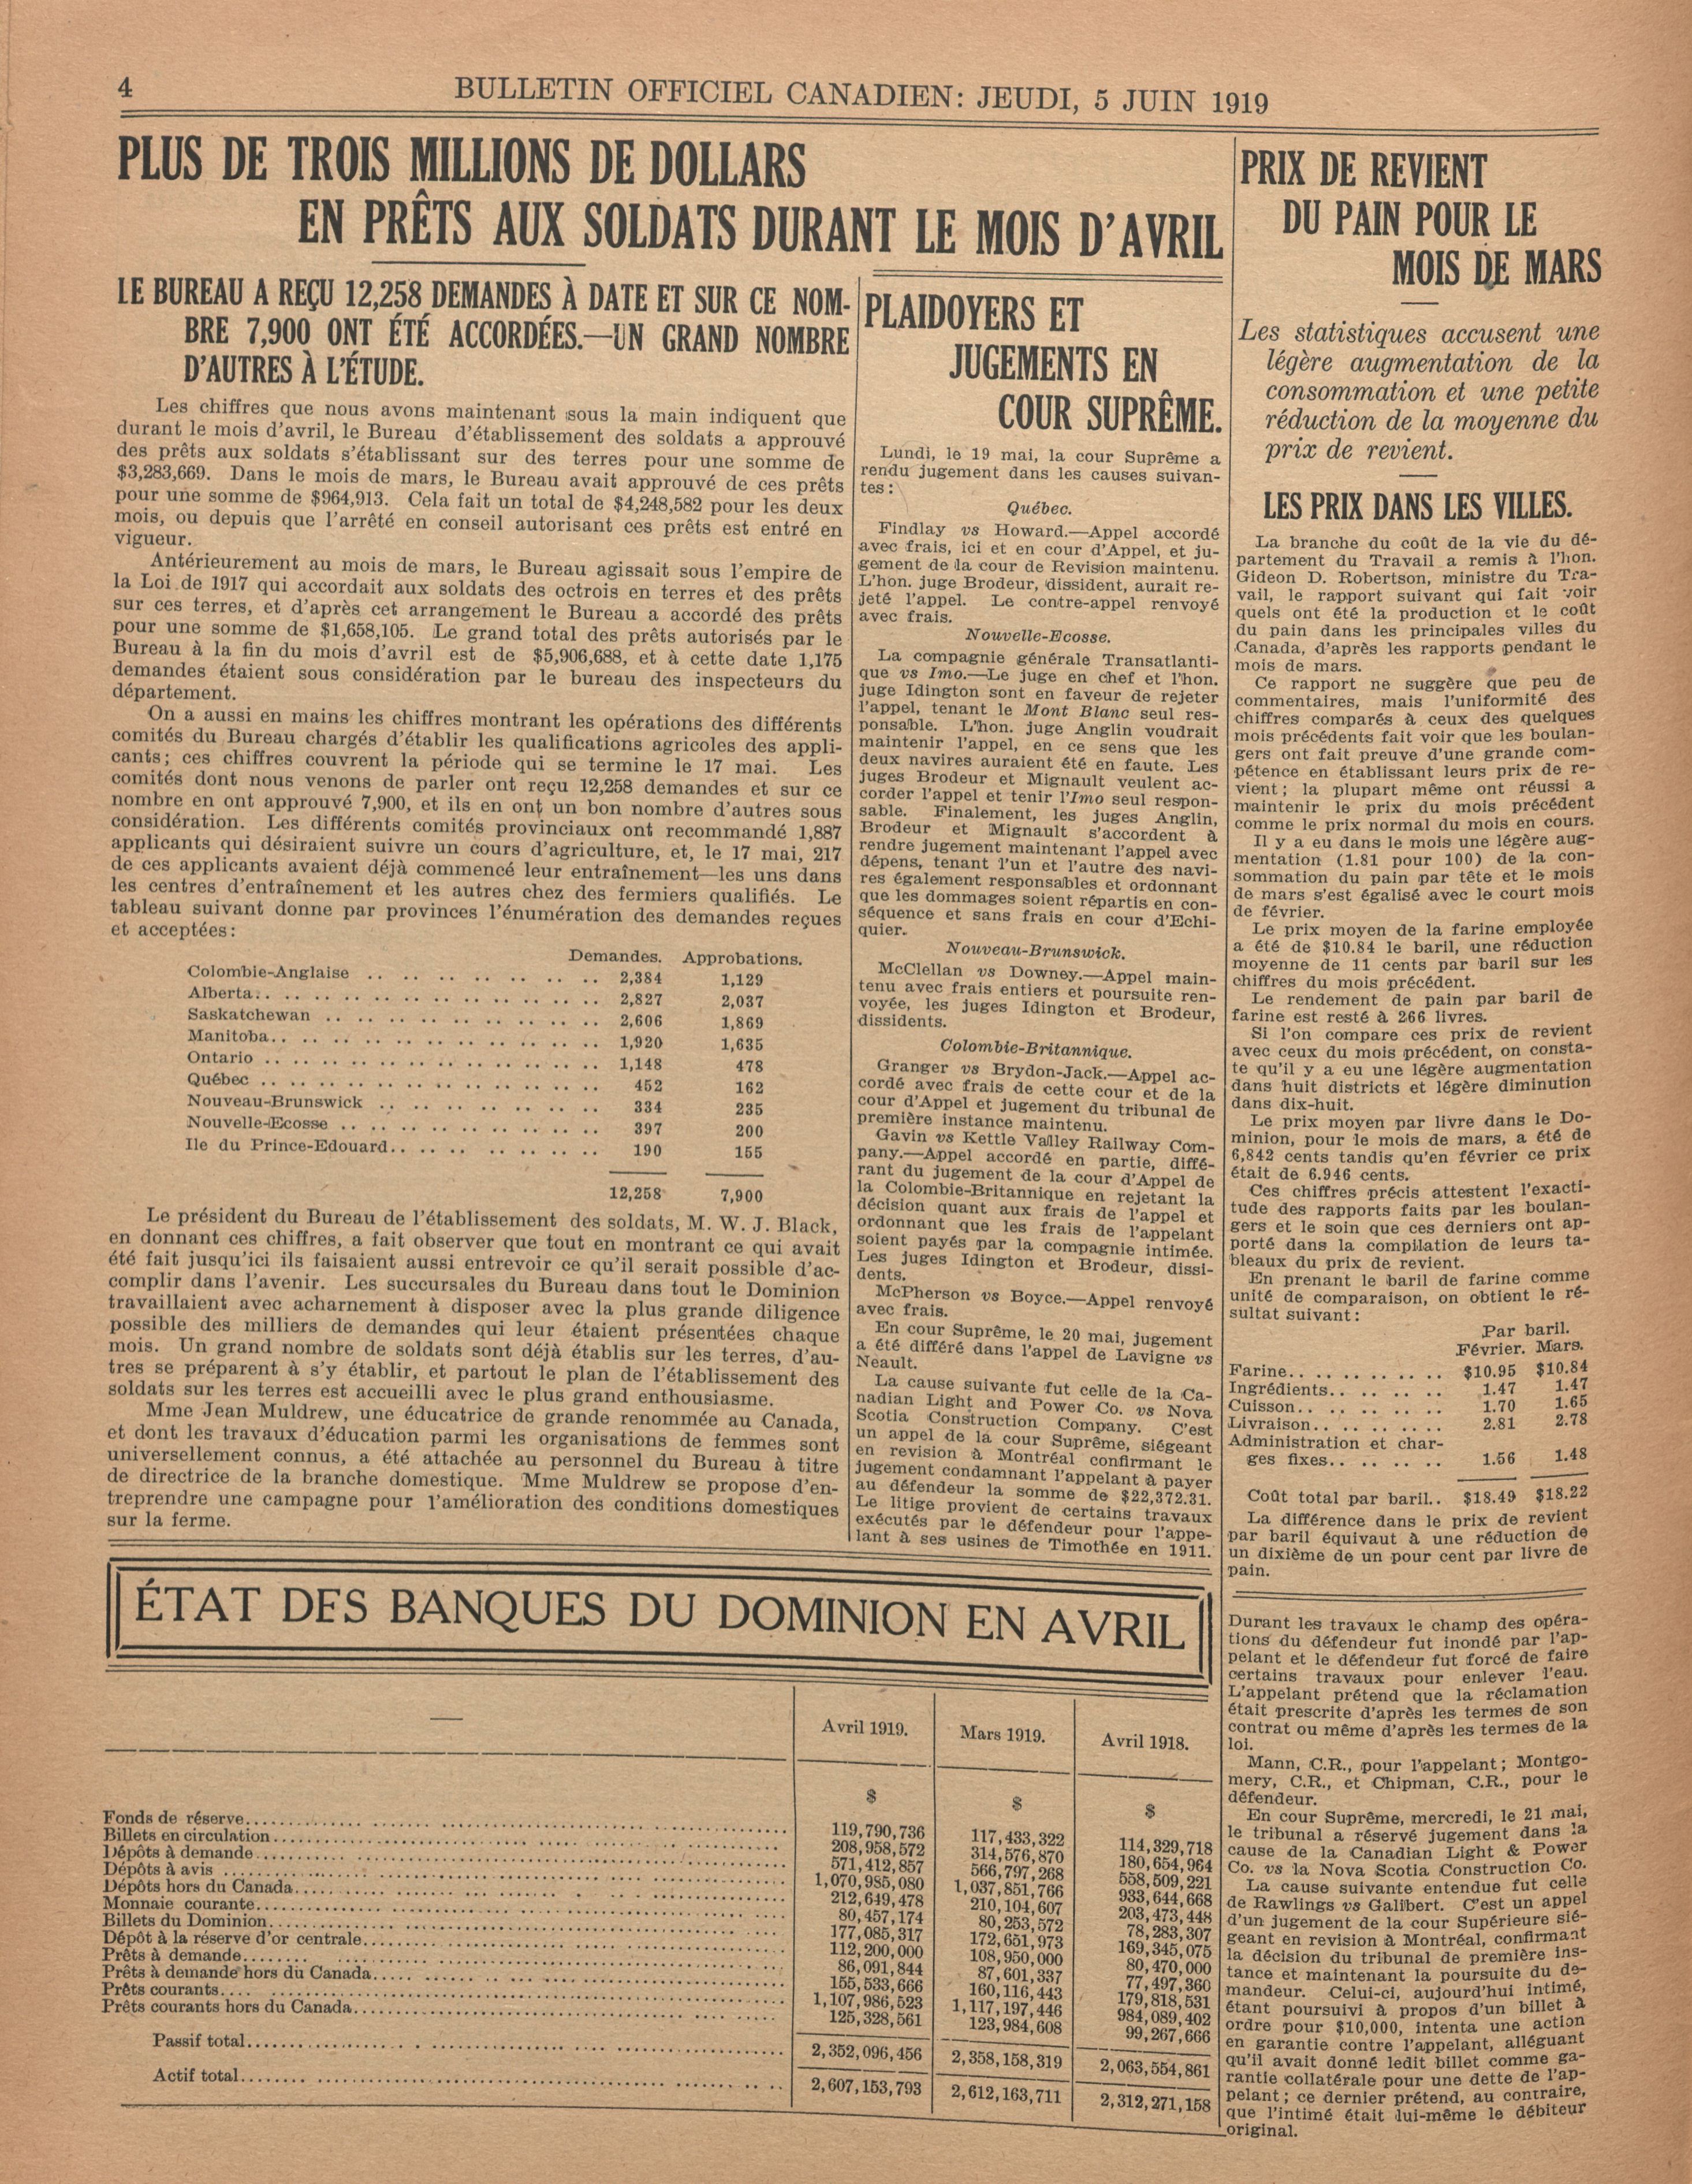 4
BULLETIN OFFICIEL CANADIEN: JEUDI, 5 JUIN 1919
PLUS DE TROIS MILLIONS DE DOLLARS
EN PRÊTS AUX SOLDATS DURANT LE MOIS D'AVRIL
LE BUREAU A REÇU 12,258 DEMANDES À DATE ET SUR CE NOM-
BRE 7,900 ONT ÉTÉ ACCORDÉES.—UN GRAND NOMBRE
D'AUTRES À L'ÉTUDE.
Les chiffres que nous avons maintenant sous la main indiquent que
durant le mois d'avril, le Bureau d'établissement des soldats a approuvé
des prêts aux soldats s'établissant sur des terres pour une somme de
$3,283,669. Dans le mois de mars, le Bureau avait approuvé de ces prêts
pour une somme de $964,913. Cela fait un total de $4,248,582 pour les deux
mois, ou depuis que l'arrêté en conseil autorisant ces prêts est entré en
vigueur.
Antérieurement au mois de mars, le Bureau agissait sous l'empire de
la Loi de 1917 qui accordait aux soldats des octrois en terres et des prêts
sur ces terres, et d'après cet arrangement le Bureau a accordé des prêts
pour une somme de $1,658,105. Le grand total des prêts autorisés par le
Bureau à la fin du mois d'avril est de $5,906,688, et à cette date 1,175
demandes étaient sous considération par le bureau des inspecteurs du
département.
On a aussi en mains les chiffres montrant les opérations des différents
comités du Bureau chargés d'établir les qualifications agricoles des appli-
cants; ces chiffres couvrent la période qui se termine le 17 mai. Les
comités dont nous venons de parler ont reçu 12,258 demandes et sur ce
nombre en ont approuvé 7,900, et ils en ont un bon nombre d'autres sous
considération. Les différents comités provinciaux ont recommandé 1,887
applicants qui désiraient suivre un cours d'agriculture, et, le 17 mai, 217
de ces applicants avaient déjà commencé leur entraînement—les uns dans
les centres d'entraînement et les autres chez des fermiers qualifiés. Le
tableau suivant donne par provinces l'énumération des demandes reçues
et acceptées:
Demandes. Approbations.
Colombie-Anglaise .. .. .. .. .. .. .. 2,384 1,129
Alberta.. .. .. .. .. .. .. .. .. .. .. 2,827 2,037
Saskatchewan .. .. .. .. .. .. .. .. .. 2,606 1,869
Manitoba.. .. .. .. .. .. .. .. .. .. 1,920 1,635
Ontario .. .. .. .. .. .. .. .. .. .. .. 1,148 478
Québec .. .. .. .. .. .. .. .. .. .. .. 452 162
Nouveau-Brunswick .. .. .. .. .. .. .. 334 235
Nouvelle-Ecosse .. .. .. .. .. .. .. .. 397 200
Ile du Prince-Edouard.. .. .. .. .. .. 190 155
12,258 7,900
Le président du Bureau de l'établissement des soldats, M. W. J. Black,
en donnant ces chiffres, a fait observer que tout en montrant ce qui avait
été fait jusqu'ici ils faisaient aussi entrevoir ce qu'il serait possible d'ac-
complir dans l'avenir. Les succursales du Bureau dans tout le Dominion
travaillaient avec acharnement à disposer avec la plus grande diligence
possible des milliers de demandes qui leur étaient présentées chaque
mois. Un grand nombre de soldats sont déjà établis sur les terres, d'au-
tres se préparent à s'y établir, et partout le plan de l'établissement des
soldats sur les terres est accueilli avec le plus grand enthousiasme.
Mme Jean Muldrew, une éducatrice de grande renommée au Canada,
et dont les travaux d'éducation parmi les organisations de femmes sont
universellement connus, a été attachée au personnel du Bureau à titre
de directrice de la branche domestique. Mme Muldrew se propose d'en-
treprendre une campagne pour l'amélioration des conditions domestiques
sur la ferme.
PLAIDOYERS ET
JUGEMENTS EN
COUR SUPRÊME.
Lundi, le 19 mai, la cour Suprême a
rendu jugement dans les causes suivan-
tes:
Québec.
Findlay vs Howard.—Appel accordé
avec frais, ici et en cour d'Appel, et ju-
gement de la cour de Revision maintenu.
L'hon. juge Brodeur, dissident, aurait re-
jeté l'appel. Le contre-appel renvoyé
avec frais.
Nouvelle-Ecosse.
La compagnie générale Transatlanti-
que vs Imo.—Le juge en chef et l'hon.
juge Idington sont en faveur de rejeter
l'appel, tenant le Mont Blanc seul res-
ponsable. L'hon. juge Anglin voudrait
maintenir l'appel, en ce sens que les
deux navires auraient été en faute. Les
juges Brodeur et Mignault veulent ac-
corder l'appel et tenir l'Imo seul respon-
sable. Finalement, les juges Anglin,
Brodeur et Mignault s'accordent à
rendre jugement maintenant l'appel avec
dépens, tenant l'un et l'autre des navi-
res également responsables et ordonnant
que les dommages soient répartis en con-
séquence et sans frais en cour d'Echi-
quier.
Nouveau-Brunswick.
McClellan vs Downey.—Appel main-
tenu avec frais entiers et poursuite ren-
voyée, les juges Idington et Brodeur,
dissidents.
Colombie-Britannique.
Granger vs Brydon-Jack.—Appel ac-
cordé avec frais de cette cour et de la
cour d'Appel et jugement du tribunal de
première instance maintenu.
Gavin vs Kettle Valley Railway Com-
pany.—Appel accordé en partie, diffé-
rant du jugement de la cour d'Appel de
la Colombie-Britannique en rejetant la
décision quant aux frais de l'appel et
ordonnant que les frais de l'appelant
soient payés par la compagnie intimée.
Les juges Idington et Brodeur, dissi-
dents.
McPherson vs Boyce.—Appel renvoyé
avec frais.
En cour Suprême, le 20 mai, jugement
a été différé dans l'appel de Lavigne vs
Neault.
La cause suivante fut celle de la Ca-
nadian Light and Power Co. vs Nova
Scotia Construction Company. C'est
un appel de la cour Suprême, siégeant
en revision à Montréal confirmant le
jugement condamnant l'appelant à payer
au défendeur la somme de $22,372.31.
Le litige provient de certains travaux
exécutés par le défendeur pour l'appe-
lant à ses usines de Timothée en 1911.
PRIX DE REVIENT
DU PAIN POUR LE
MOIS DE MARS
Les statistiques accusent une
légère augmentation de la
consommation et une petite
réduction de la moyenne du
prix de revient.
LES PRIX DANS LES VILLES.
La branche du coût de la vie du dé-
partement du Travail a remis à l'hon.
Gideon D. Robertson, ministre du Tra-
vail, le rapport suivant qui fait voir
quels ont été la production et le coût
du pain dans les principales villes du
Canada, d'après les rapports pendant le
mois de mars.
Ce rapport ne suggère que peu de
commentaires, mais l'uniformité des
chiffres comparés à ceux des quelques
mois précédents fait voir que les boulan-
gers ont fait preuve d'une grande com-
pétence en établissant leurs prix de re-
vient; la plupart même ont réussi a
maintenir le prix du mois précédent
comme le prix normal du mois en cours.
Il y a eu dans le mois une légère aug-
mentation (1.81 pour 100) de la con-
sommation du pain par tête et le mois
de mars s'est égalisé avec le court mois
de février.
Le prix moyen de la farine employée
a été de $10.84 le baril, une réduction
moyenne de 11 cents par baril sur les
chiffres du mois précédent.
Le rendement de pain par baril de
farine est resté à 266 livres.
Si l'on compare ces prix de revient
avec ceux du mois précédent, on consta-
te qu'il y a eu une légère augmentation
dans huit districts et légère diminution
dans dix-huit.
Le prix moyen par livre dans le Do-
minion, pour le mois de mars, a été de
6,842 cents tandis qu'en février ce prix
était de 6.946 cents.
Ces chiffres précis attestent l'exacti-
tude des rapports faits par les boulan-
gers et le soin que ces derniers ont ap-
porté dans la compilation de leurs ta-
bleaux du prix de revient.
En prenant le baril de farine comme
unité de comparaison, on obtient le ré-
sultat suivant:
Par baril.
Février. Mars.
Farine.. .. .. .. .. .. $10.95 $10.84
Ingrédients.. .. .. .. 1.47 1.47
Cuisson.. .. .. .. .. 1.70 1.65
Livraison.. .. .. .. .. 2.81 2.78
Administration et char-
ges fixes.. .. .. .. 1.56 1.48
Coût total par baril.. $18.49 $18.22
La différence dans le prix de revient
par baril équivaut à une réduction de
un dixième de un pour cent par livre de
pain.
Durant les travaux le champ des opéra-
tions du défendeur fut inondé par l'ap-
pelant et le défendeur fut forcé de faire
certains travaux pour enlever l'eau.
L'appelant prétend que la réclamation
était prescrite d'après les termes de son
contrat ou même d'après les termes de la
loi.
Mann, C.R., pour l'appelant; Montgo-
mery, C.R., et Chipman, C.R., pour le
défendeur.
En cour Suprême, mercredi, le 21 mai,
le tribunal a réservé jugement dans la
cause de la Canadian Light & Power
Co. vs la Nova Scotia Construction Co.
La cause suivante entendue fut celle
de Rawlings vs Galibert. C'est un appel
d'un jugement de la cour Supérieure sié-
geant en revision à Montréal, confirmant
la décision du tribunal de première ins-
tance et maintenant la poursuite du de-
mandeur. Celui-ci, aujourd'hui intimé,
étant poursuivi à propos d'un billet à
ordre pour $10,000, intenta une action
en garantie contre l'appelant, alléguant
qu'il avait donné ledit billet comme ga-
rantie collatérale pour une dette de l'ap-
pelant; ce dernier prétend, au contraire,
que l'intimé était lui-même le débiteur
original.
ÉTAT DES BANQUES DU DOMINION EN AVRIL
Avril 1919. Mars 1919. Avril 1918.
$ $ $
Fonds de réserve 119,790,736 117,433,322 114,329,718
Billets en circulation 208,958,572 314,576,870 180,654,964
Dépôts à demande 571,412,857 566,797,268 558,509,221
Dépôts à avis 1,070,985,080 1,037,851,766 933,644,668
Dépôts hors du Canada 212,649,478 210,104,607 203,473,448
Monnaie courante 80,457,174 80,253,572 78,283,307
Billets du Dominion 177,085,317 172,651,973 169,345,075
Dépôt à la réserve d'or centrale 112,200,000 108,950,000 80,470,000
Prêts à demande 86,091,844 87,601,337 77,497,360
Prêts à demande hors du Canada 155,533,666 160,116,443 179,818,531
Prêts courants 1,107,986,523 1,117,197,446 984,089,402
Prêts courants hors du Canada 125,328,561 123,984,608 99,267,666
Passif total 2,352,096,456 2,358,158,319 2,063,554,861
Actif total 2,607,153,793 2,612,163,711 2,312,271,158